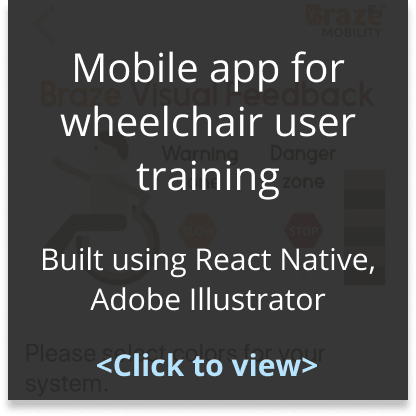 Braze
MOBILITY
Mobile app for
Braze Visual Feedback
wheelchair user
Warning Danger
training
zone
SLOW STOP
Built using React Native,
Adobe Illustrator
Please select colors for your
<Click to view>
system.